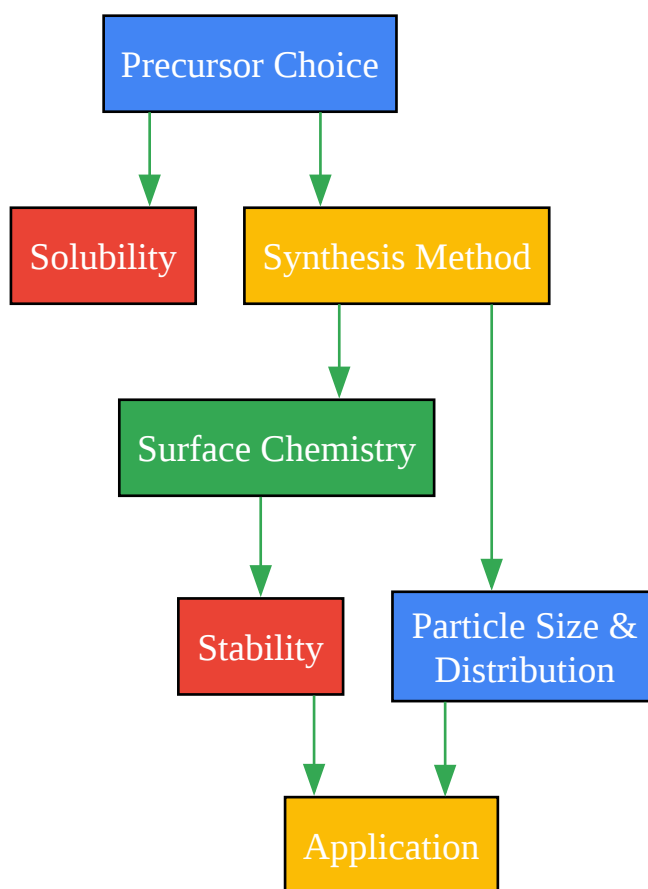 Precursor Choice
Solubility
Synthesis Method
Surface Chemistry
Stability
Particle Size &
Distribution
Application